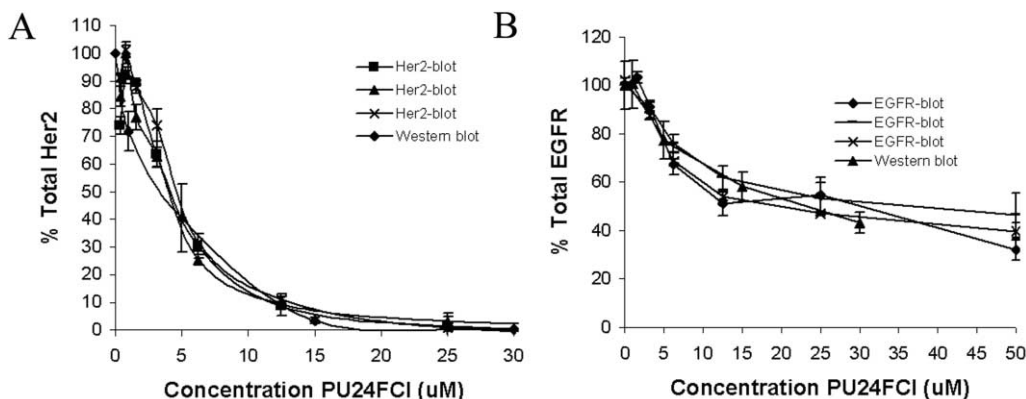 A
% Total Her2
110
100
90
80
70
60
50
40
30
20
10
0
0 5 10 15 20 25 30
Concentration PU24FCl (uM)
Her2-blot
Her2-blot
Her2-blot
Western blot
B
% Total EGFR
120
100
80
60
40
20
0
0 5 10 15 20 25 30 35 40 45 50
Concentration PU24FCl (uM)
EGFR-blot
EGFR-blot
EGFR-blot
Western blot